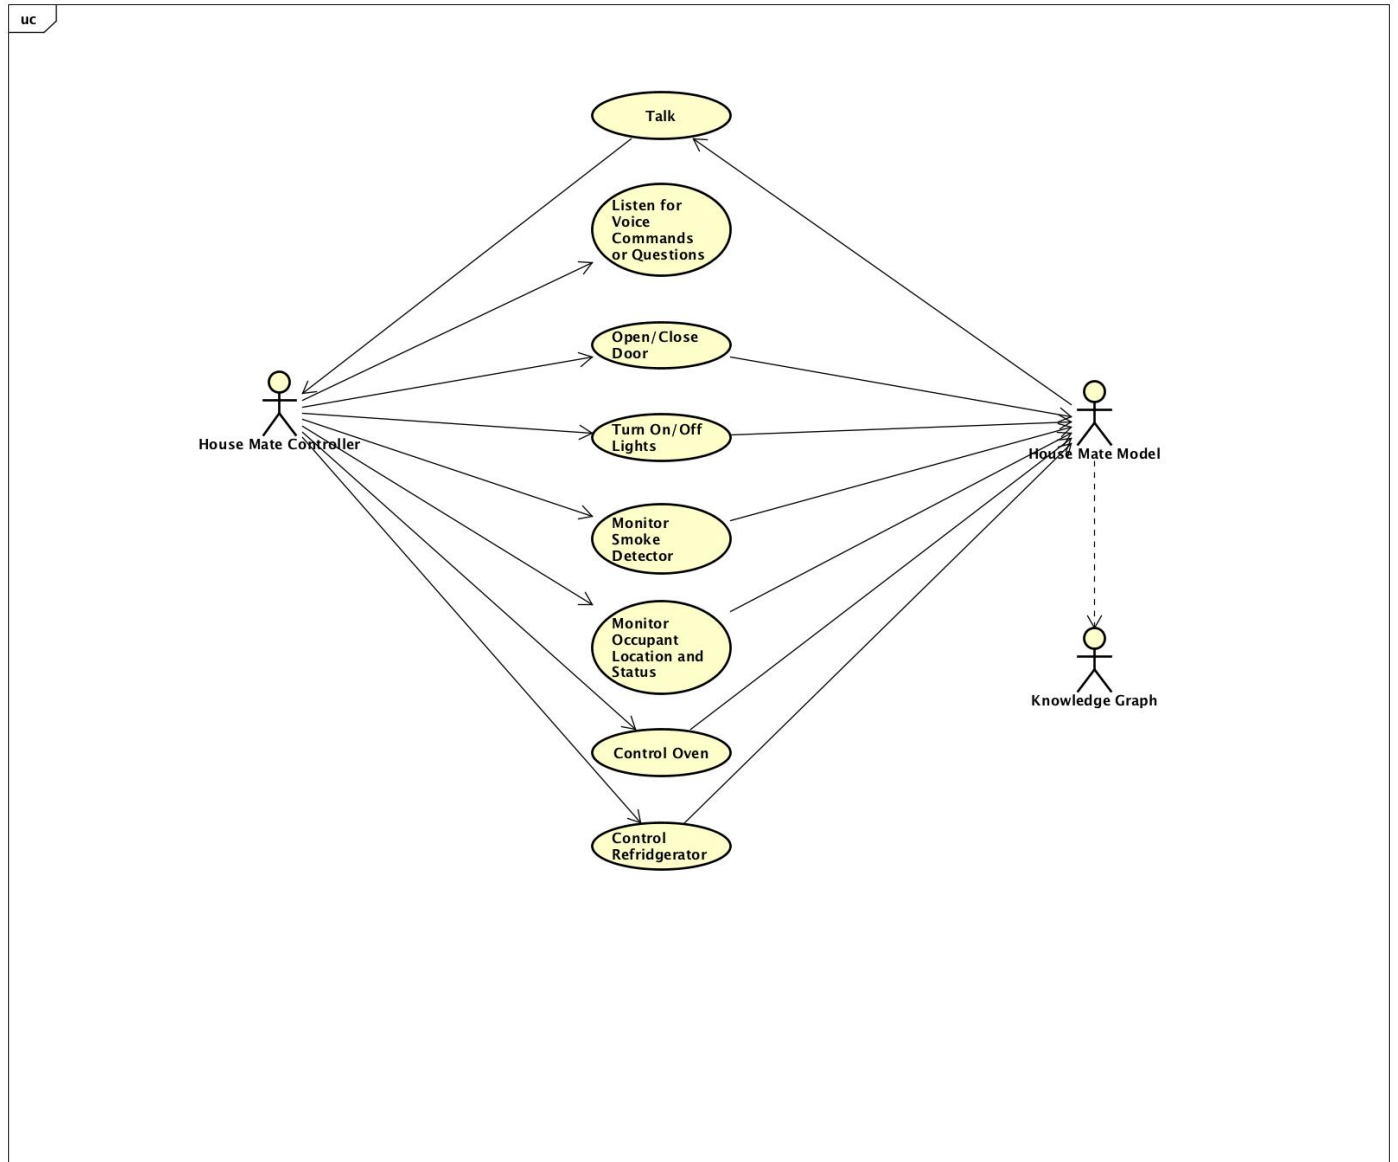 uc
Talk
Listen for
Voice
Commands
or Questions
Open/Close
Door
House Mate Controller
Turn On/Off
Lights
House Mate Model
Monitor
Smoke
Detector
Monitor
Occupant
Location and
Status
Knowledge Graph
Control Oven
Control
Refridgerator